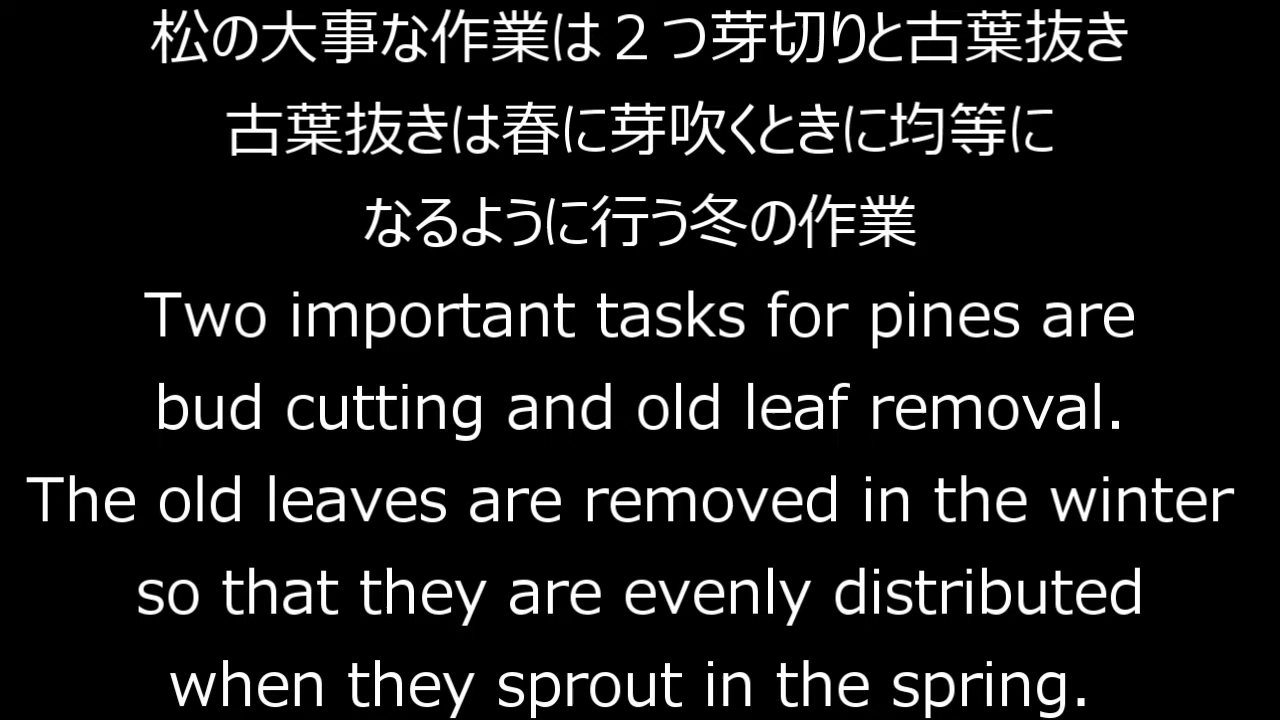 松の大事な作業は２つ芽切りと古葉抜き
古葉抜きは春に芽吹くときに均等に
なるように行う冬の作業
Two important tasks for pines are
bud cutting and old leaf removal.
The old leaves are removed in the winter
so that they are evenly distributed
when they sprout in the spring.